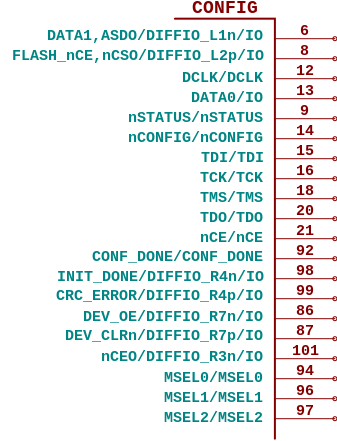 CONFIG
DATA1,ASDO/DIFFIO_L1n/IO 6
FLASH_nCE,nCSO/DIFFIO_L2p/IO 8
DCLK/DCLK 12
DATA0/IO 13
nSTATUS/nSTATUS 9
nCONFIG/nCONFIG 14
TDI/TDI 15
TCK/TCK 16
TMS/TMS 18
TDO/TDO 20
nCE/nCE 21
CONF_DONE/CONF_DONE 92
INIT_DONE/DIFFIO_R4n/IO 98
CRC_ERROR/DIFFIO_R4p/IO 99
DEV_OE/DIFFIO_R7n/IO 86
DEV_CLRn/DIFFIO_R7p/IO 87
nCEO/DIFFIO_R3n/IO 101
MSEL0/MSEL0 94
MSEL1/MSEL1 96
MSEL2/MSEL2 97